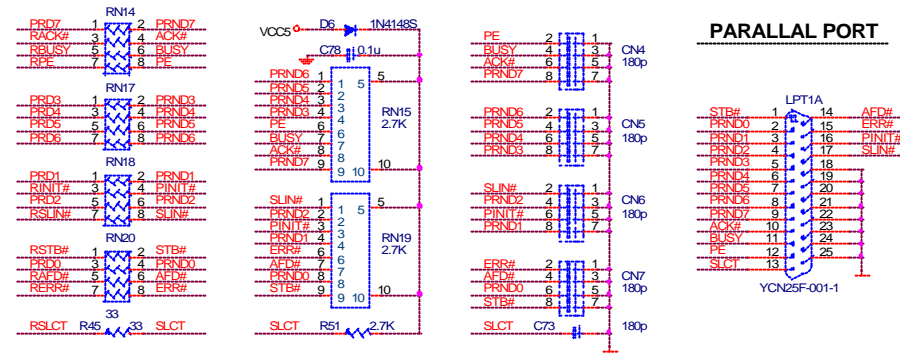 RN14
PRD7 1 2 PRND7
RACK# 3 4 ACK#
RBUSY 5 6 BUSY
RPE 7 8 PE
RN17
PRD3 1 2 PRND3
PRD4 3 4 PRND4
PRD5 5 6 PRND5
PRD6 7 8 PRND6
RN18
PRD1 1 2 PRND1
RINIT# 3 4 PINIT#
PRD2 5 6 PRND2
RSLIN# 7 8 SLIN#
RN20
RSTB# 1 2 STB#
PRD0 3 4 PRND0
RAFD# 5 6 AFD#
RERR# 7 8 ERR#
33
RSLCT R45 33 SLCT
VCC5 D6 1N4148S
C78 0.1u
PRND6 1 1 5 5
PRND5 2 2
PRND4 3 3
PRND3 4 4
PE 6 6
BUSY 7 7
ACK# 8 8
PRND7 9 9 10 10
RN15
2.7K
SLIN# 1 1 5 5
PRND2 2 2
PINIT# 3 3
PRND1 4 4
ERR# 6 6
AFD# 7 7
PRND0 8 8
STB# 9 9 10 10
RN19
2.7K
SLCT R51 2.7K
PE 2 1
BUSY 4 3
ACK# 6 5
PRND7 8 7
CN4
180p
PRND6 2 1
PRND5 4 3
PRND4 6 5
PRND3 8 7
CN5
180p
SLIN# 2 1
PRND2 4 3
PINIT# 6 5
PRND1 8 7
CN6
180p
ERR# 2 1
AFD# 4 3
PRND0 6 5
STB# 8 7
CN7
180p
SLCT C73 180p
PARALLAL PORT
LPT1A
STB# 1 14 AFD#
PRND0 2 15 ERR#
PRND1 3 16 PINIT#
PRND2 4 17 SLIN#
PRND3 5 18
PRND4 6 19
PRND5 7 20
PRND6 8 21
PRND7 9 22
ACK# 10 23
BUSY 11 24
PE 12 25
SLCT 13
YCN25F-001-1